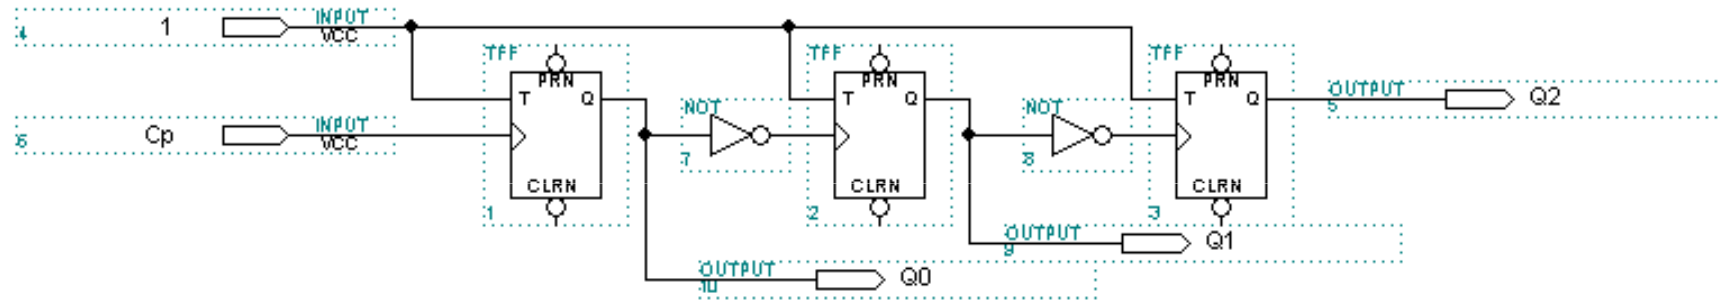 INPUT
4
1
VCC
TFF
PRN
T
Q
CLRN
1
TFF
PRN
T
Q
CLRN
2
TFF
PRN
T
Q
CLRN
3
OUTPUT
5
Q2
INPUT
6
Cp
VCC
NOT
7
NOT
8
OUTPUT
9
Q1
OUTPUT
10
Q0